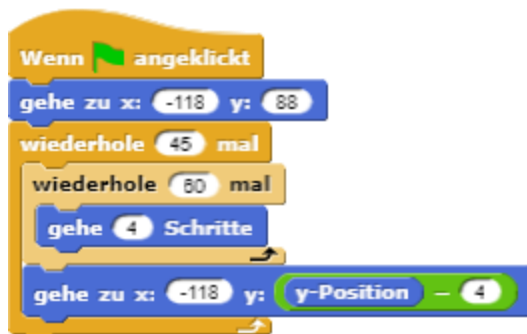 Wenn angeklickt
gehe zu x: -118 y: 88
wiederhole 45 mal
wiederhole 60 mal
gehe 4 Schritte
gehe zu x: -118 y: y-Position - 4